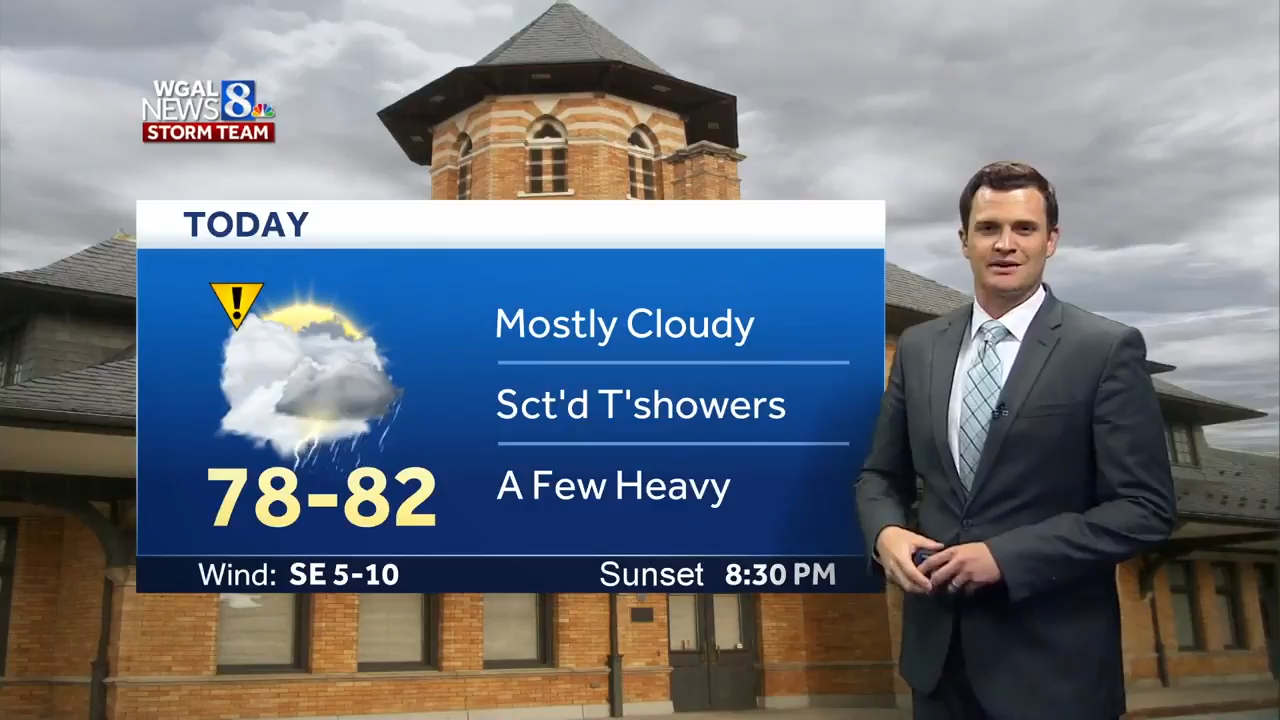 WGAL
NEWS 8
STORM TEAM
TODAY
!
Mostly Cloudy
Sct'd T'showers
A Few Heavy
78-82
Wind: SE 5-10
Sunset 8:30 PM